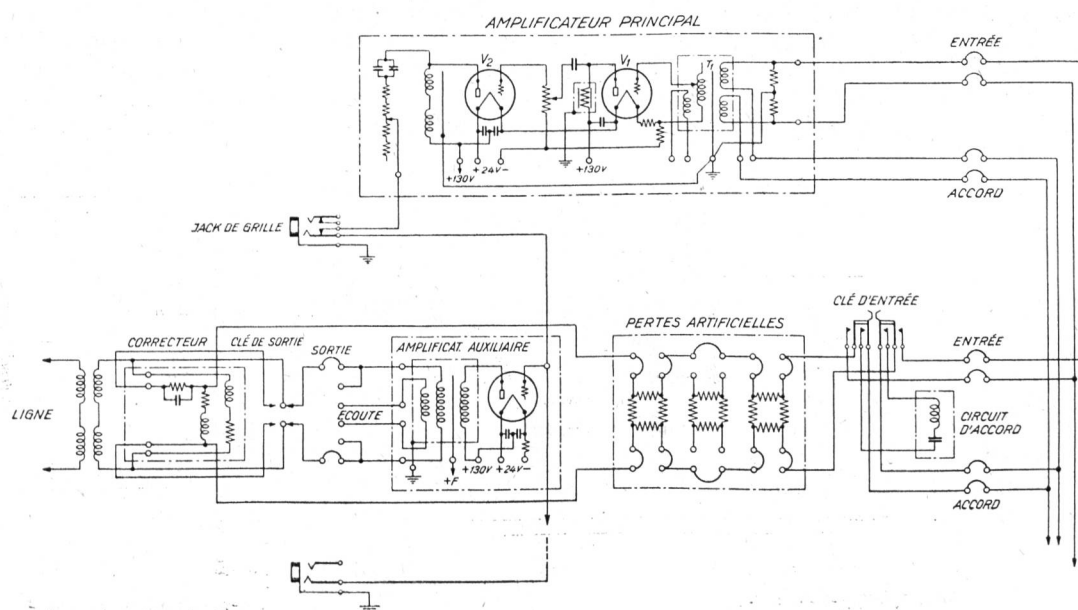 AMPLIFICATEUR PRINCIPAL
ENTRÉE
V2
V1
T1
+130V
+24V-
+130V
ACCORD
JACK DE GRILLE
CLÉ D'ENTRÉE
PERTES ARTIFICIELLES
CORRECTEUR
CLÉ DE SORTIE
SORTIE
AMPLIFICAT. AUXILIAIRE
ENTRÉE
LIGNE
ECOUTE
CIRCUIT
D'ACCORD
+130V
+24V-
+F
ACCORD